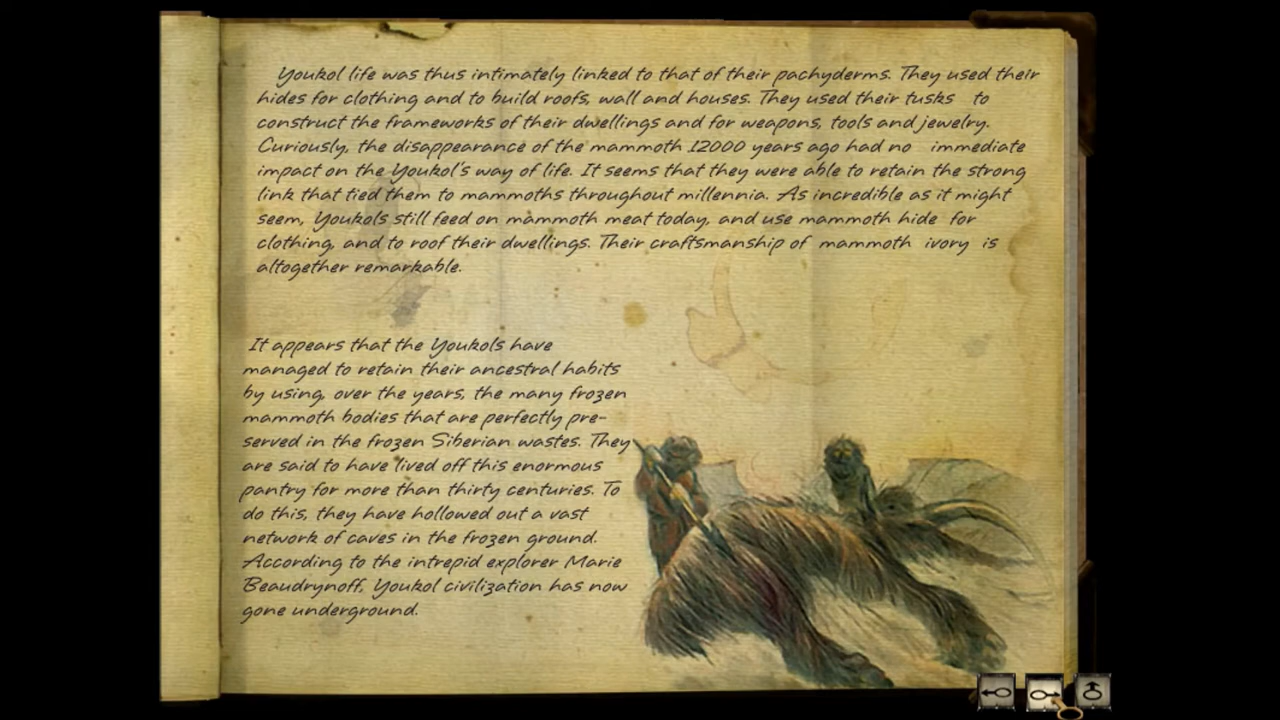 Youkol life was thus intimately linked to that of their pachyderms. They used their
hides for clothing and to build roofs, wall and houses. They used their tusks to
construct the frameworks of their dwellings and for weapons, tools and jewelry.
Curiously, the disappearance of the mammoth 12000 years ago had no immediate
impact on the Youkol's way of life. It seems that they were able to retain the strong
link that tied them to mammoths throughout millennia. As incredible as it might
seem, Youkols still feed on mammoth meat today, and use mammoth hide for
clothing, and to roof their dwellings. Their craftsmanship of mammoth ivory is
altogether remarkable.
It appears that the Youkols have
managed to retain their ancestral habits
by using, over the years, the many frozen
mammoth bodies that are perfectly pre-
served in the frozen Siberian wastes. They
are said to have lived off this enormous
pantry for more than thirty centuries. To
do this, they have hollowed out a vast
network of caves in the frozen ground.
According to the intrepid explorer Marie
Beaudrynoff, Youkol civilization has now
gone underground.